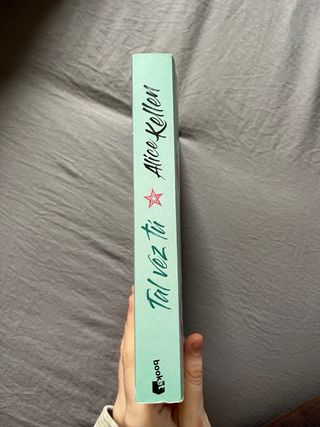 Alice Kellen
Tal vez tú
booket